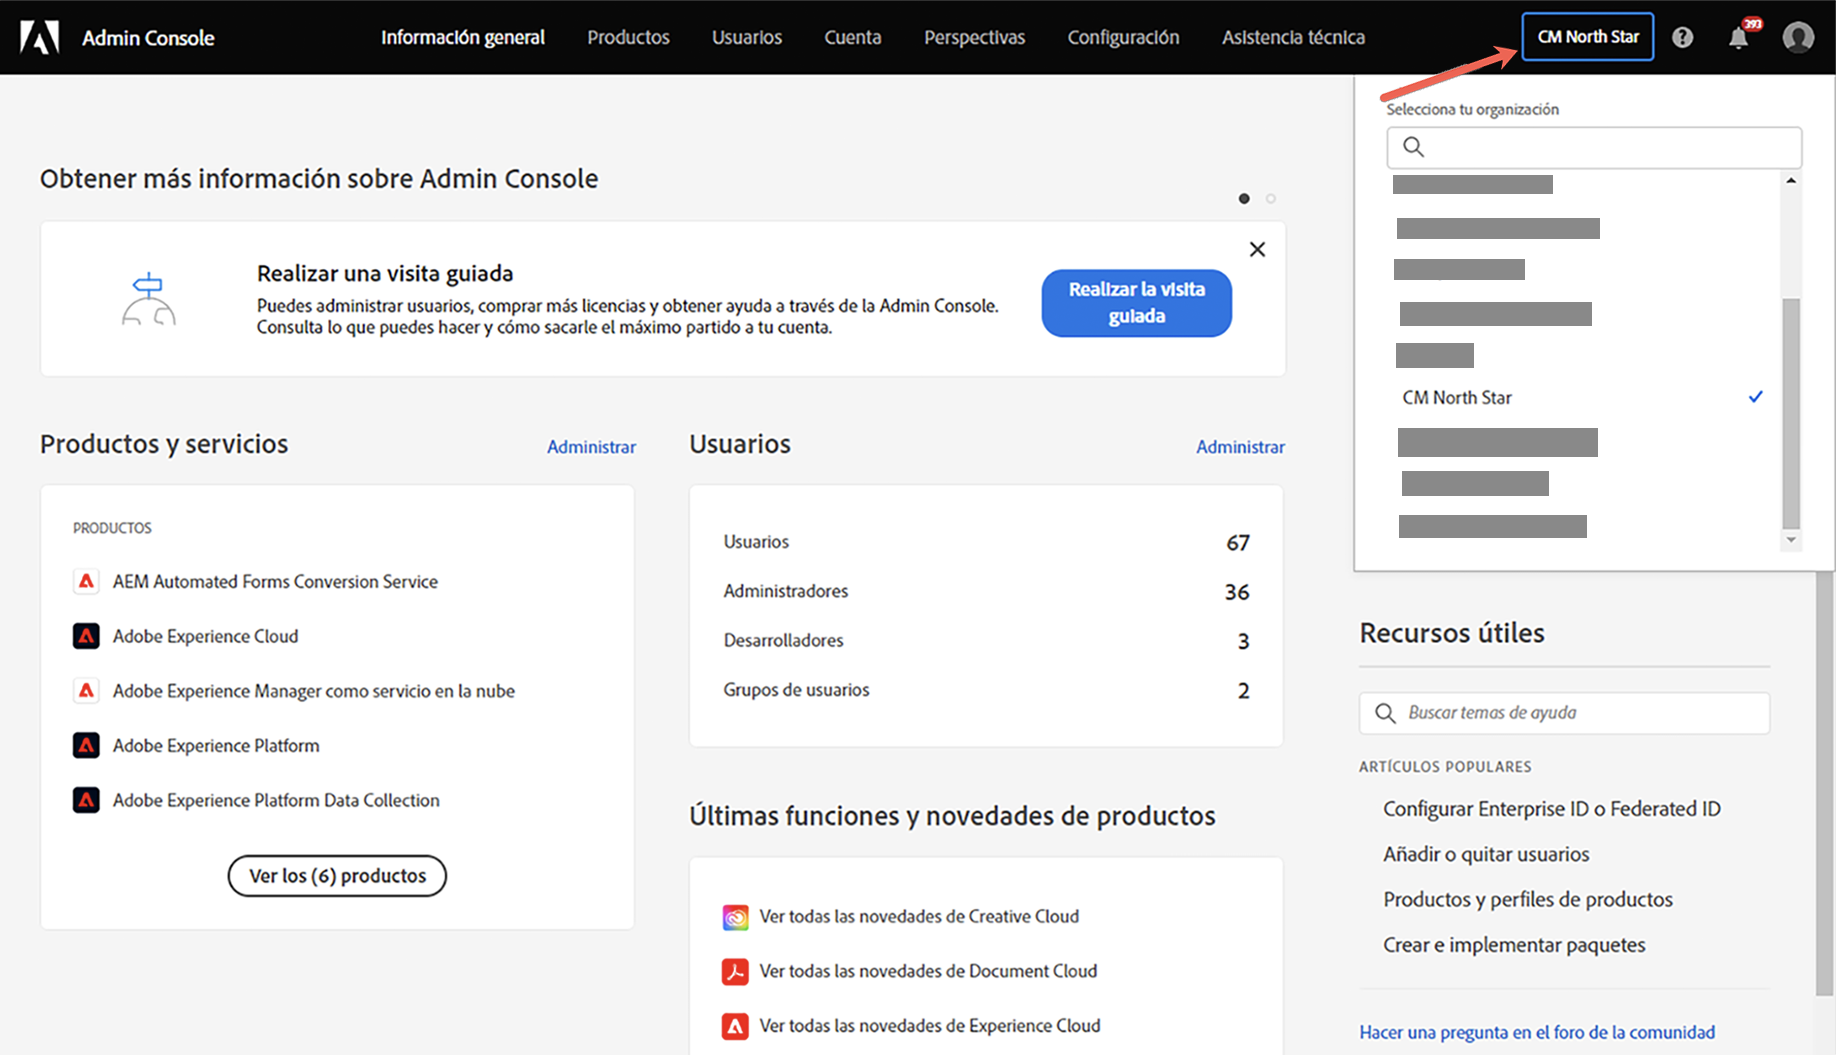 Admin Console
Información general
Productos
Usuarios
Cuenta
Perspectivas
Configuración
Asistencia técnica
CM North Star
?
393
Selecciona tu organización
CM North Star
Obtener más información sobre Admin Console
Realizar una visita guiada
Puedes administrar usuarios, comprar más licencias y obtener ayuda a través de la Admin Console.
Consulta lo que puedes hacer y cómo sacarle el máximo partido a tu cuenta.
Realizar la visita
guiada
Productos y servicios
Administrar
PRODUCTOS
AEM Automated Forms Conversion Service
Adobe Experience Cloud
Adobe Experience Manager como servicio en la nube
Adobe Experience Platform
Adobe Experience Platform Data Collection
Ver los (6) productos
Usuarios
Administrar
Usuarios 67
Administradores 36
Desarrolladores 3
Grupos de usuarios 2
Últimas funciones y novedades de productos
Ver todas las novedades de Creative Cloud
Ver todas las novedades de Document Cloud
Ver todas las novedades de Experience Cloud
Recursos útiles
Buscar temas de ayuda
ARTÍCULOS POPULARES
Configurar Enterprise ID o Federated ID
Añadir o quitar usuarios
Productos y perfiles de productos
Crear e implementar paquetes
Hacer una pregunta en el foro de la comunidad